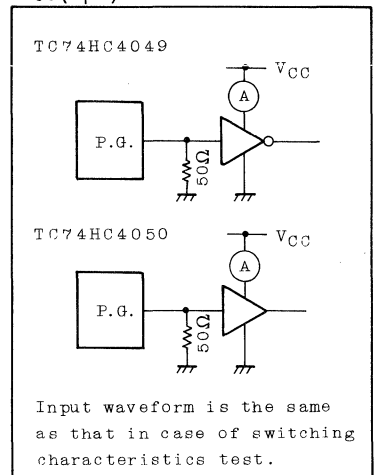 TC74HC4049
VCC
A
P.G.
50Ω
TC74HC4050
VCC
A
P.G.
50Ω
Input waveform is the same
as that in case of switching
characteristics test.